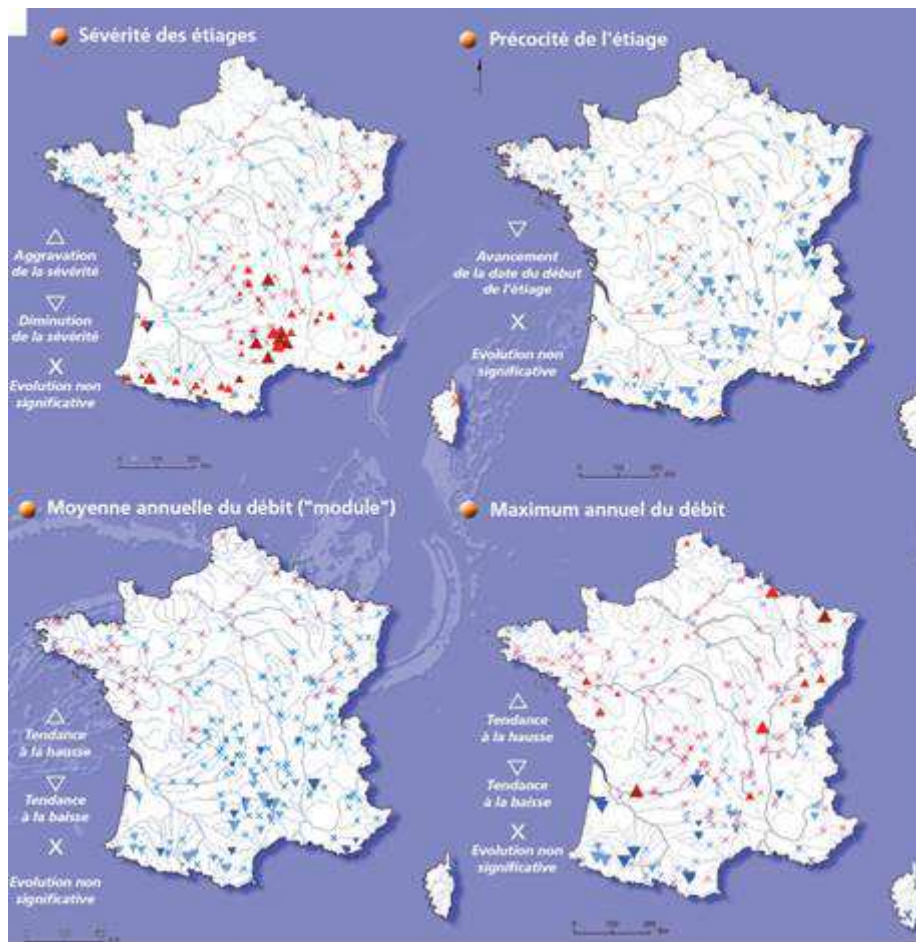 Sévérité des étiages
Aggravation
de la sévérité
Diminution
de la sévérité
Evolution non
significative
Précocité de l'étiage
Avancement
de la date du début
de l'étiage
Evolution non
significative
Moyenne annuelle du débit ("module")
Tendance
à la hausse
Tendance
à la baisse
Evolution non
significative
Maximum annuel du débit
Tendance
à la hausse
Tendance
à la baisse
Evolution non
significative